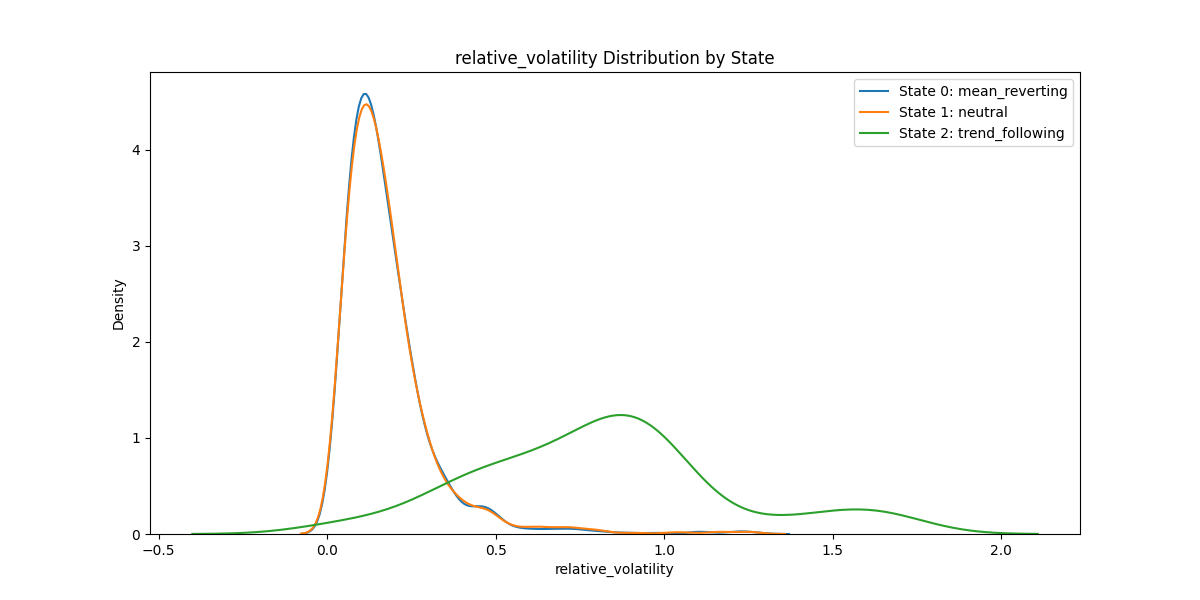 relative_volatility Distribution by State
State 0: mean_reverting
State 1: neutral
State 2: trend_following
Density
4
3
2
1
0
−0.5
0.0
0.5
1.0
1.5
2.0
relative_volatility